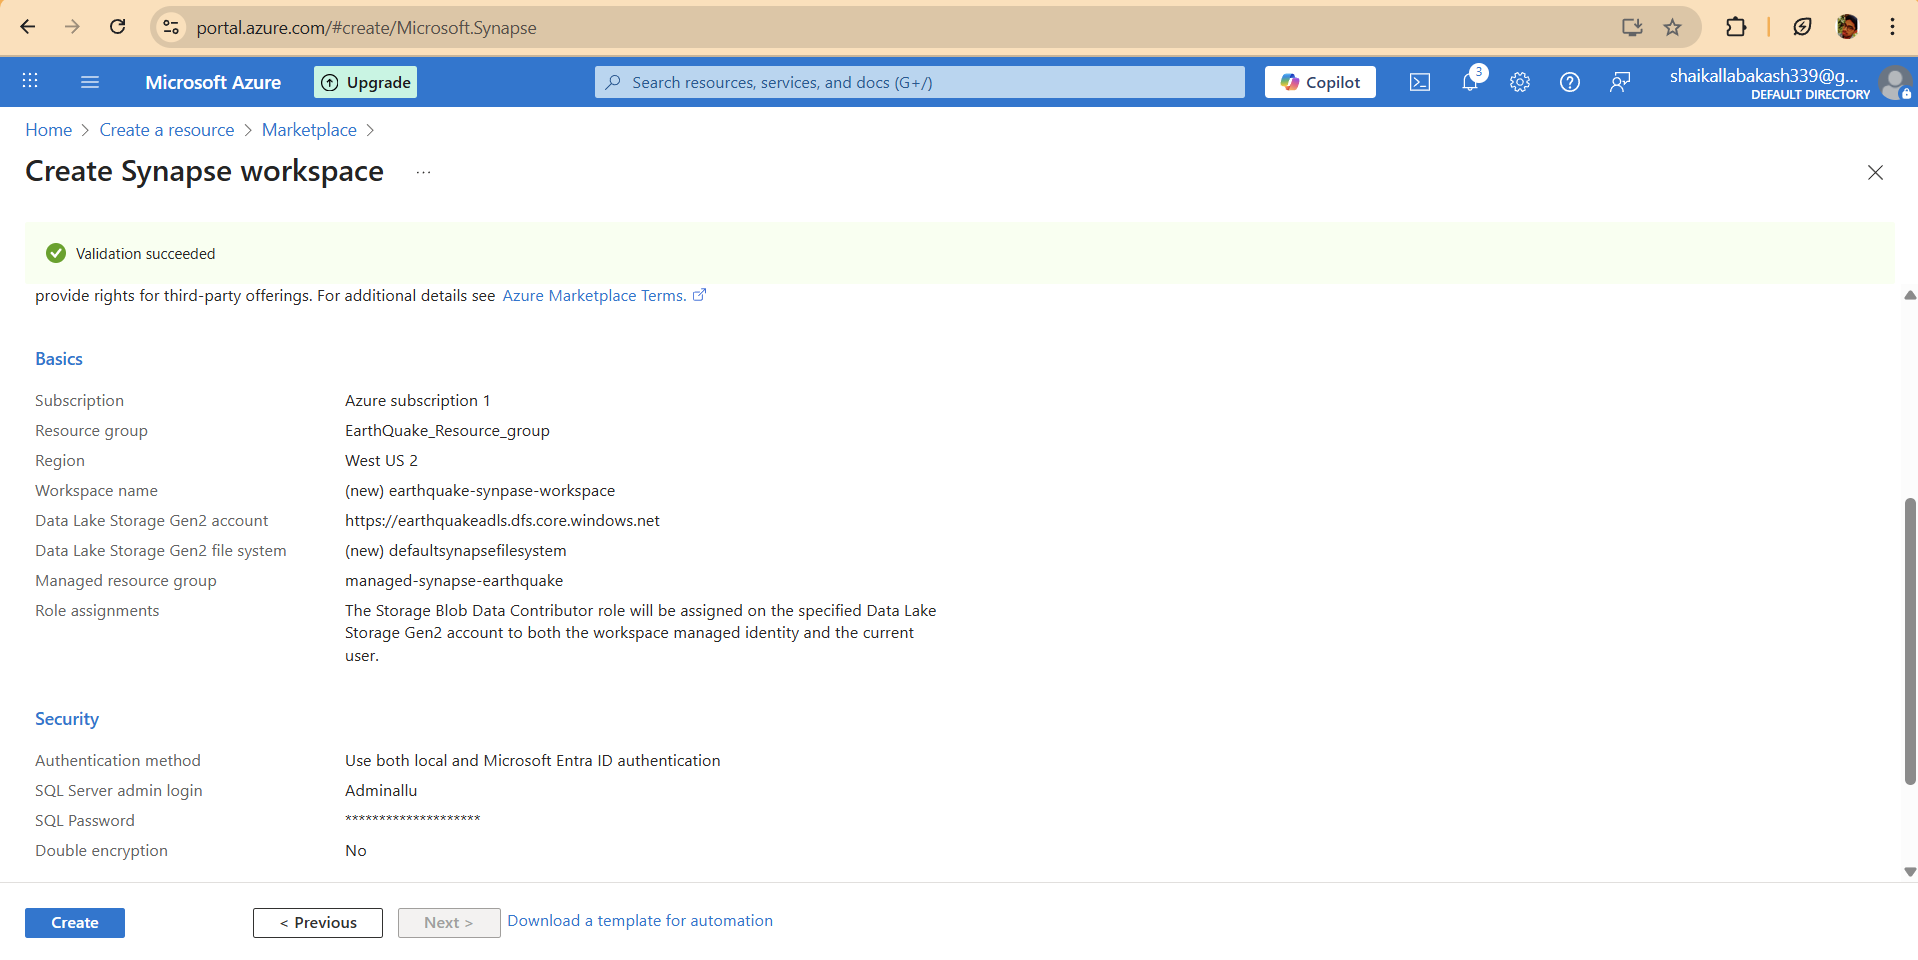 portal.azure.com/#create/Microsoft.Synapse
Microsoft Azure
Upgrade
Search resources, services, and docs (G+/)
Copilot
3
shaikallabakash339@g...
DEFAULT DIRECTORY
Home > Create a resource > Marketplace >
Create Synapse workspace ...
Validation succeeded
provide rights for third-party offerings. For additional details see Azure Marketplace Terms.
Basics
Subscription Azure subscription 1
Resource group EarthQuake_Resource_group
Region West US 2
Workspace name (new) earthquake-synpase-workspace
Data Lake Storage Gen2 account https://earthquakeadls.dfs.core.windows.net
Data Lake Storage Gen2 file system (new) defaultsynapsefilesystem
Managed resource group managed-synapse-earthquake
Role assignments The Storage Blob Data Contributor role will be assigned on the specified Data Lake
Storage Gen2 account to both the workspace managed identity and the current
user.
Security
Authentication method Use both local and Microsoft Entra ID authentication
SQL Server admin login Adminallu
SQL Password ********************
Double encryption No
Create
< Previous
Next >
Download a template for automation